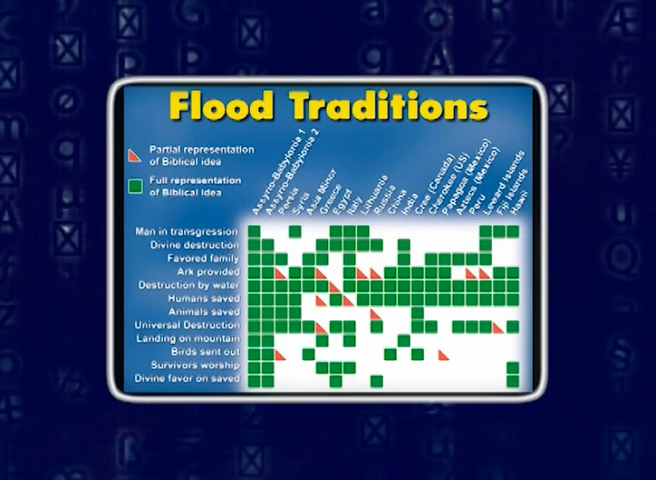 Flood Traditions
Partial representation
of Biblical idea
Full representation
of Biblical idea
Assyro-Babylonia 1
Assyro-Babylonia 2
Persia
Syria
Asia Minor
Greece
Egypt
Italy
Lithuania
Russia
China
India
Cree (Canada)
Cherokee (US)
Papagos (Mexico)
Aztecs (Mexico)
Peru
Leeward Islands
Fiji Islands
Hawii
Man in transgression
Divine destruction
Favored family
Ark provided
Destruction by water
Humans saved
Animals saved
Universal Destruction
Landing on mountain
Birds sent out
Survivors worship
Divine favor on saved